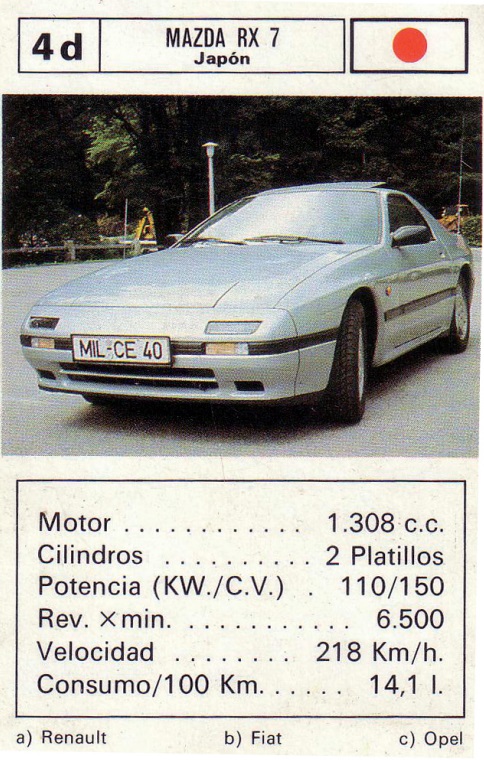 4d
MAZDA RX 7
Japón
MIL-CE 40
Motor ............ 1.308 c.c.
Cilindros .......... 2 Platillos
Potencia (KW./C.V.) . 110/150
Rev. × min. ............ 6.500
Velocidad ........ 218 Km/h.
Consumo/100 Km. ..... 14,1 l.
a) Renault b) Fiat c) Opel